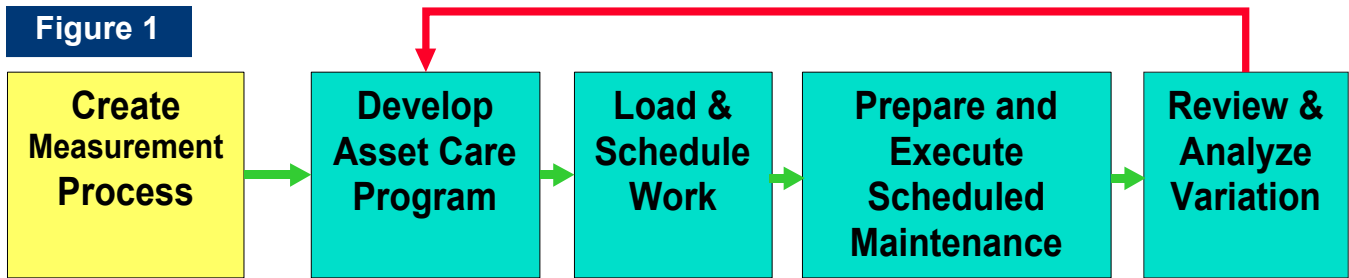 Figure 1
Create
Measurement
Process
Develop
Asset Care
Program
Load &
Schedule
Work
Prepare and
Execute
Scheduled
Maintenance
Review &
Analyze
Variation